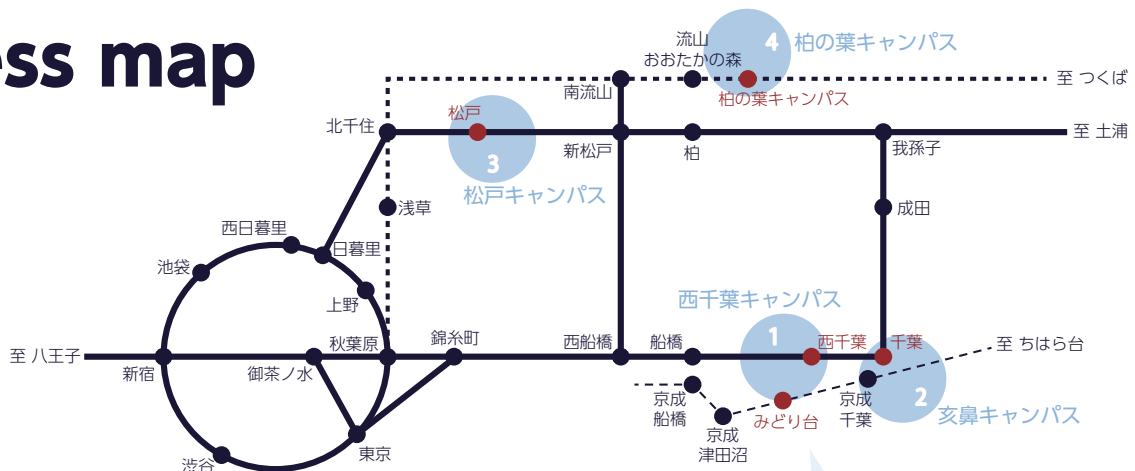 ess map
流山
おおたかの森
4
柏の葉キャンパス
至 つくば
南流山
柏の葉キャンパス
北千住
松戸
新松戸
柏
我孫子
至 土浦
3
松戸キャンパス
浅草
成田
西日暮里
日暮里
池袋
上野
西千葉キャンパス
至 八王子
新宿
御茶ノ水
秋葉原
錦糸町
西船橋
船橋
1
西千葉
千葉
至 ちはら台
京成
船橋
京成
津田沼
みどり台
京成
千葉
2
亥鼻キャンパス
東京
渋谷